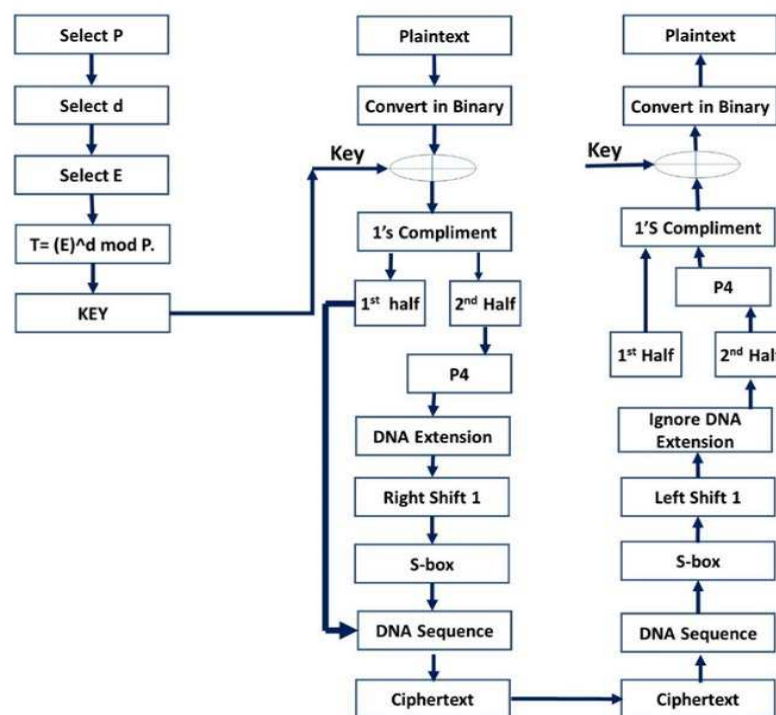 Select P
Select d
Select E
T= (E)^d mod P.
KEY
Plaintext
Convert in Binary
Key
1's Compliment
1st half
2nd Half
P4
DNA Extension
Right Shift 1
S-box
DNA Sequence
Ciphertext
Plaintext
Convert in Binary
Key
1'S Compliment
P4
1st Half
2nd Half
Ignore DNA
Extension
Left Shift 1
S-box
DNA Sequence
Ciphertext